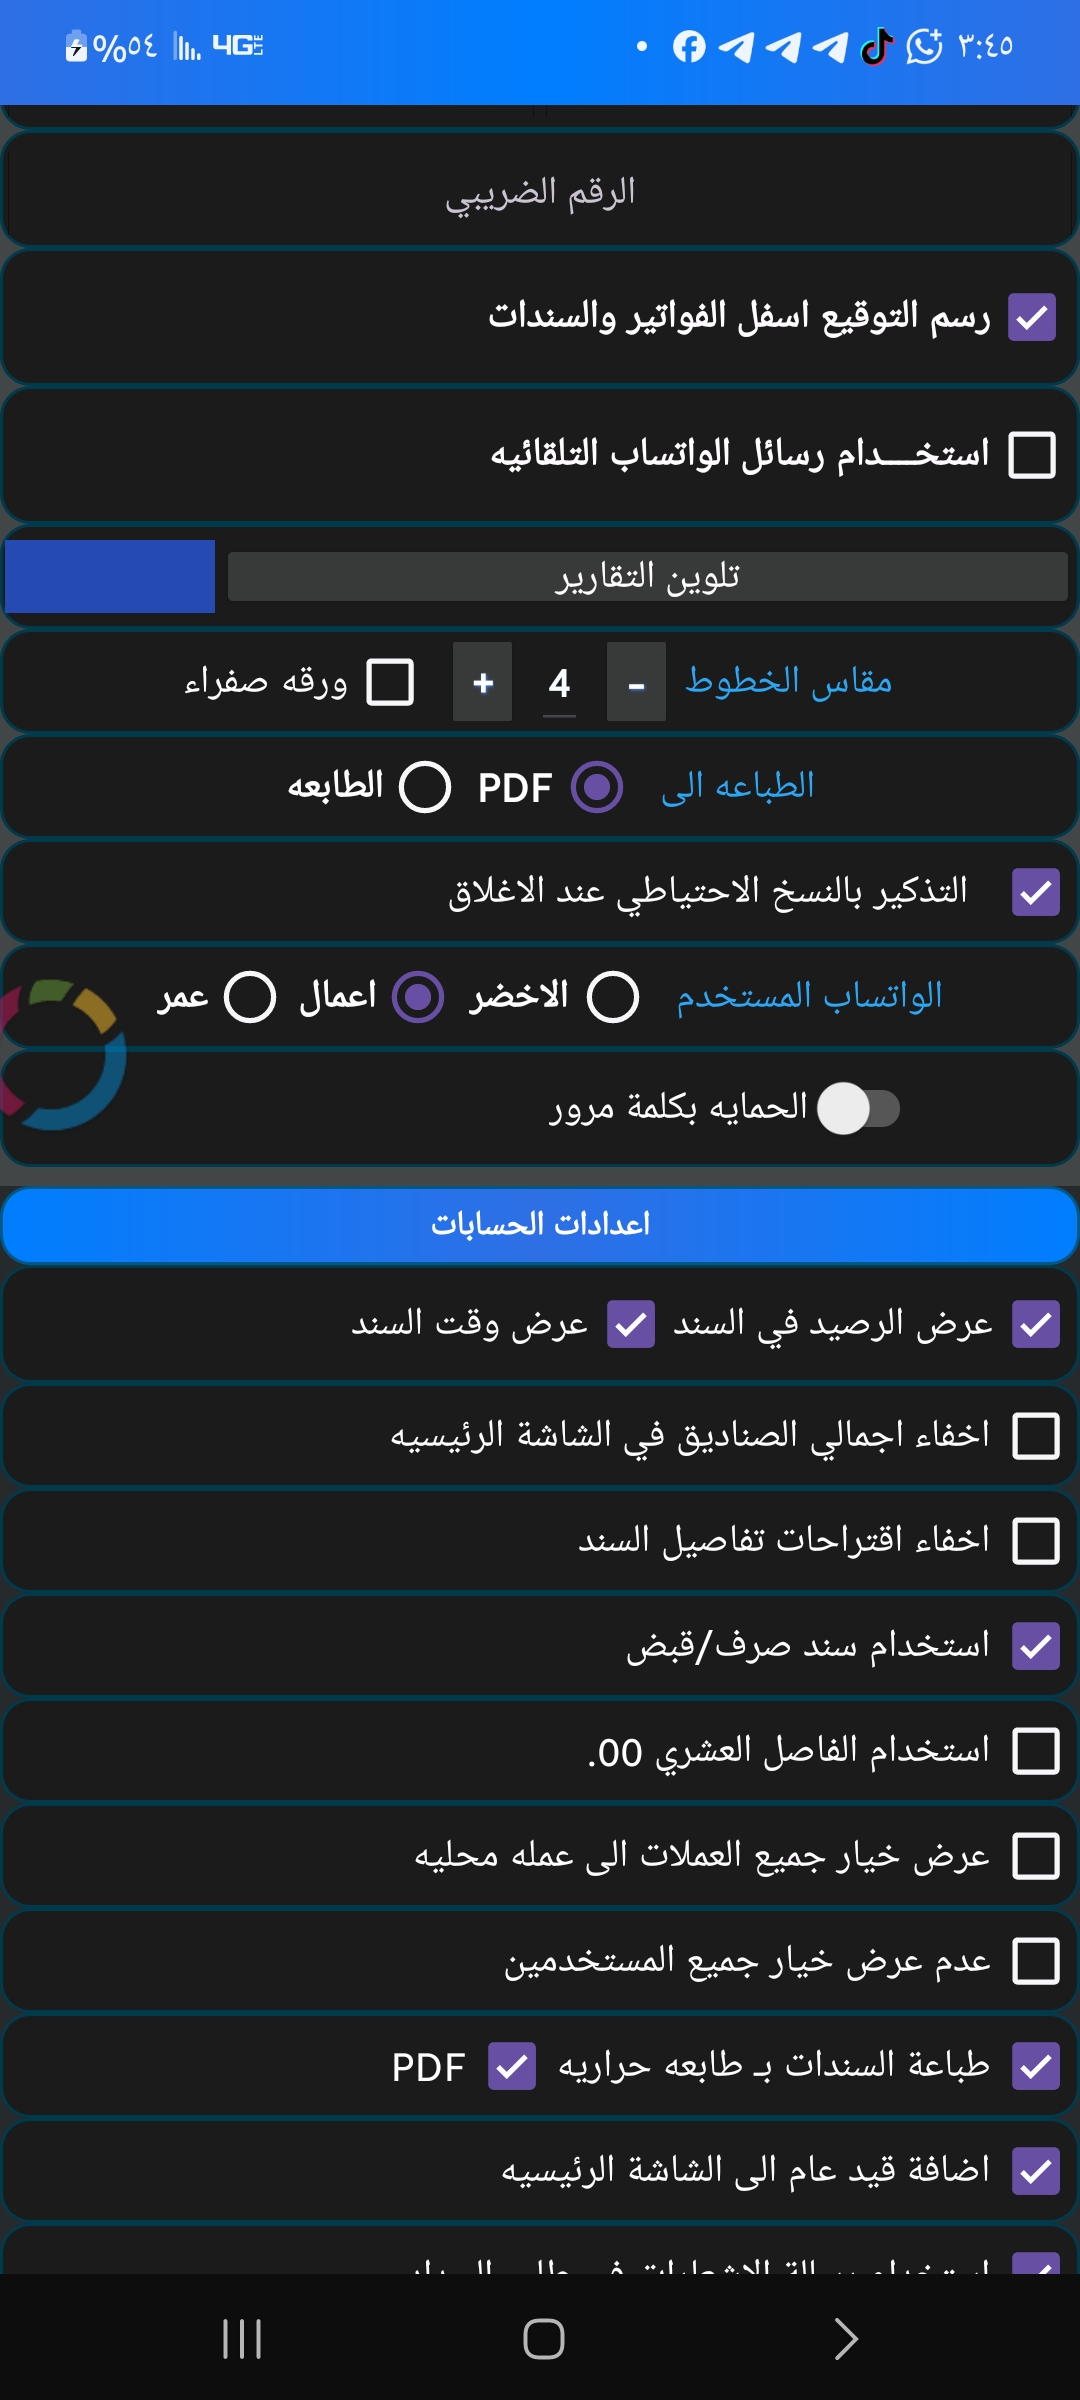 ٣:٤٥ 4G LTE %٥٤
الرقم الضريبي
رسم التوقيع اسفل الفواتير والسندات
استخـــدام رسائل الواتساب التلقائيه
تلوين التقارير
مقاس الخطوط - 4 + ورقه صفراء
الطباعه الى PDF الطابعه
التذكير بالنسخ الاحتياطي عند الاغلاق
الواتساب المستخدم الاخضر اعمال عمر
الحمايه بكلمة مرور
اعدادات الحسابات
عرض الرصيد في السند عرض وقت السند
اخفاء اجمالي الصناديق في الشاشة الرئيسيه
اخفاء اقتراحات تفاصيل السند
استخدام سند صرف/قبض
استخدام الفاصل العشري 00.
عرض خيار جميع العملات الى عمله محليه
عدم عرض خيار جميع المستخدمين
طباعة السندات بـ طابعه حراريه PDF
اضافة قيد عام الى الشاشة الرئيسيه